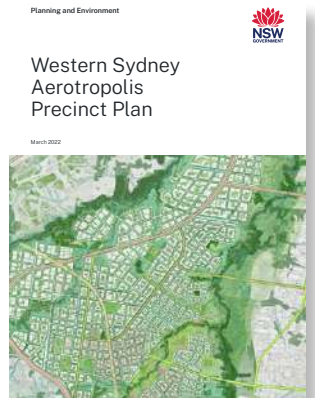 Planning and Environment
NSW
GOVERNMENT
Western Sydney
Aerotropolis
Precinct Plan
March 2022